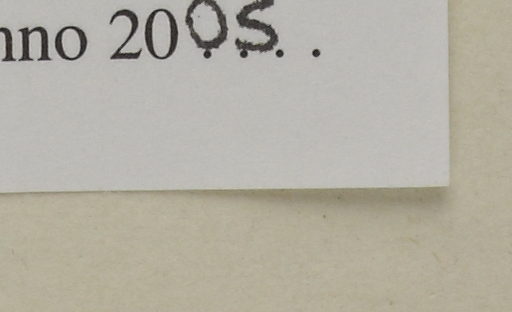 nno 2005. .